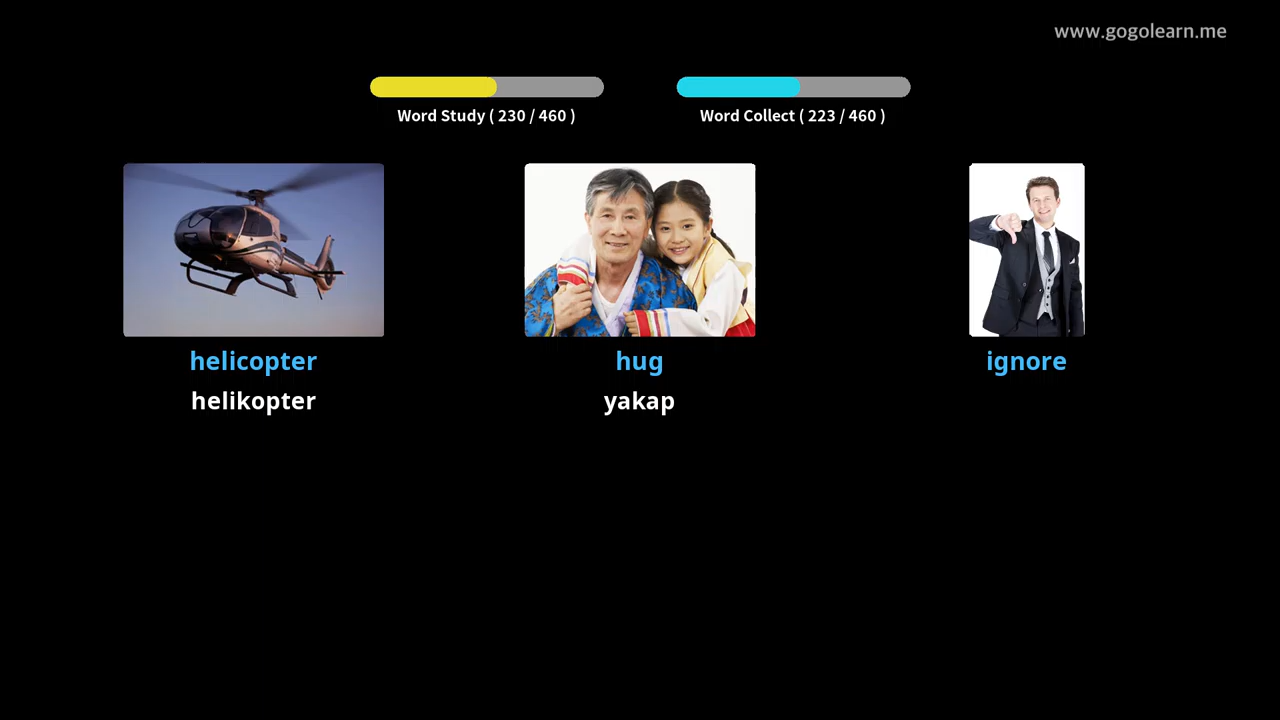 www.gogolearn.me
Word Study ( 230 / 460 )
Word Collect ( 223 / 460 )
helicopter
helikopter
hug
yakap
ignore